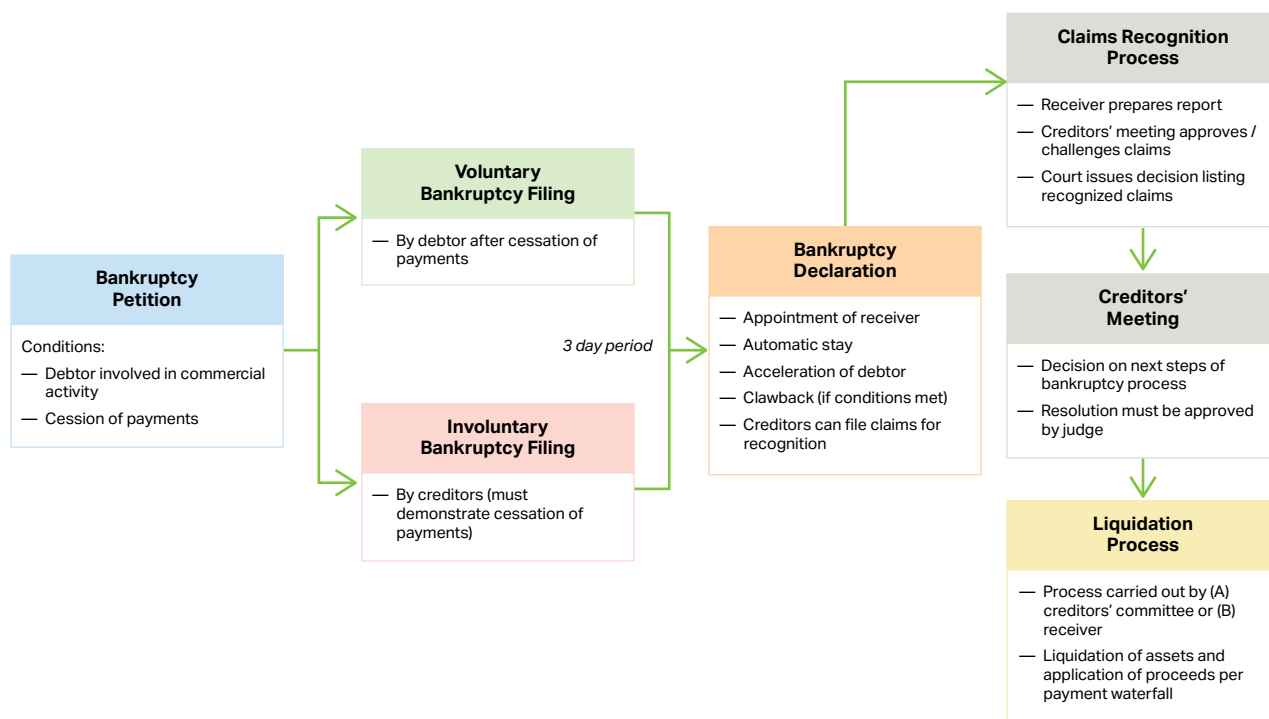 Bankruptcy
Petition
Conditions:
— Debtor involved in commercial
activity
— Cession of payments
Voluntary
Bankruptcy Filing
— By debtor after cessation of
payments
3 day period
Involuntary
Bankruptcy Filing
— By creditors (must
demonstrate cessation of
payments)
Bankruptcy
Declaration
— Appointment of receiver
— Automatic stay
— Acceleration of debtor
— Clawback (if conditions met)
— Creditors can file claims for
recognition
Claims Recognition
Process
— Receiver prepares report
— Creditors’ meeting approves /
challenges claims
— Court issues decision listing
recognized claims
Creditors’
Meeting
— Decision on next steps of
bankruptcy process
— Resolution must be approved
by judge
Liquidation
Process
— Process carried out by (A)
creditors’ committee or (B)
receiver
— Liquidation of assets and
application of proceeds per
payment waterfall